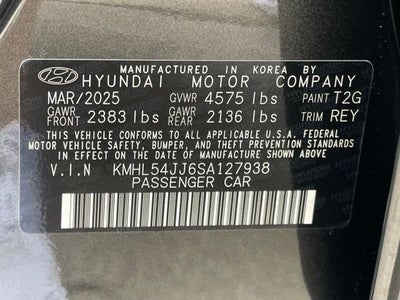 MANUFACTURED IN KOREA BY
HYUNDAI MOTOR COMPANY
MAR/2025 GVWR 4575 lbs PAINT T2G
GAWR FRONT 2383 lbs GAWR REAR 2136 lbs TRIM REY
THIS VEHICLE CONFORMS TO ALL APPLICABLE U.S.A. FEDERAL
MOTOR VEHICLE SAFETY, BUMPER, AND THEFT PREVENTION STANDARDS
IN EFFECT ON THE DATE OF MANUFACTURE SHOWN ABOVE.
V.I.N KMHL54JJ6SA127938
PASSENGER CAR